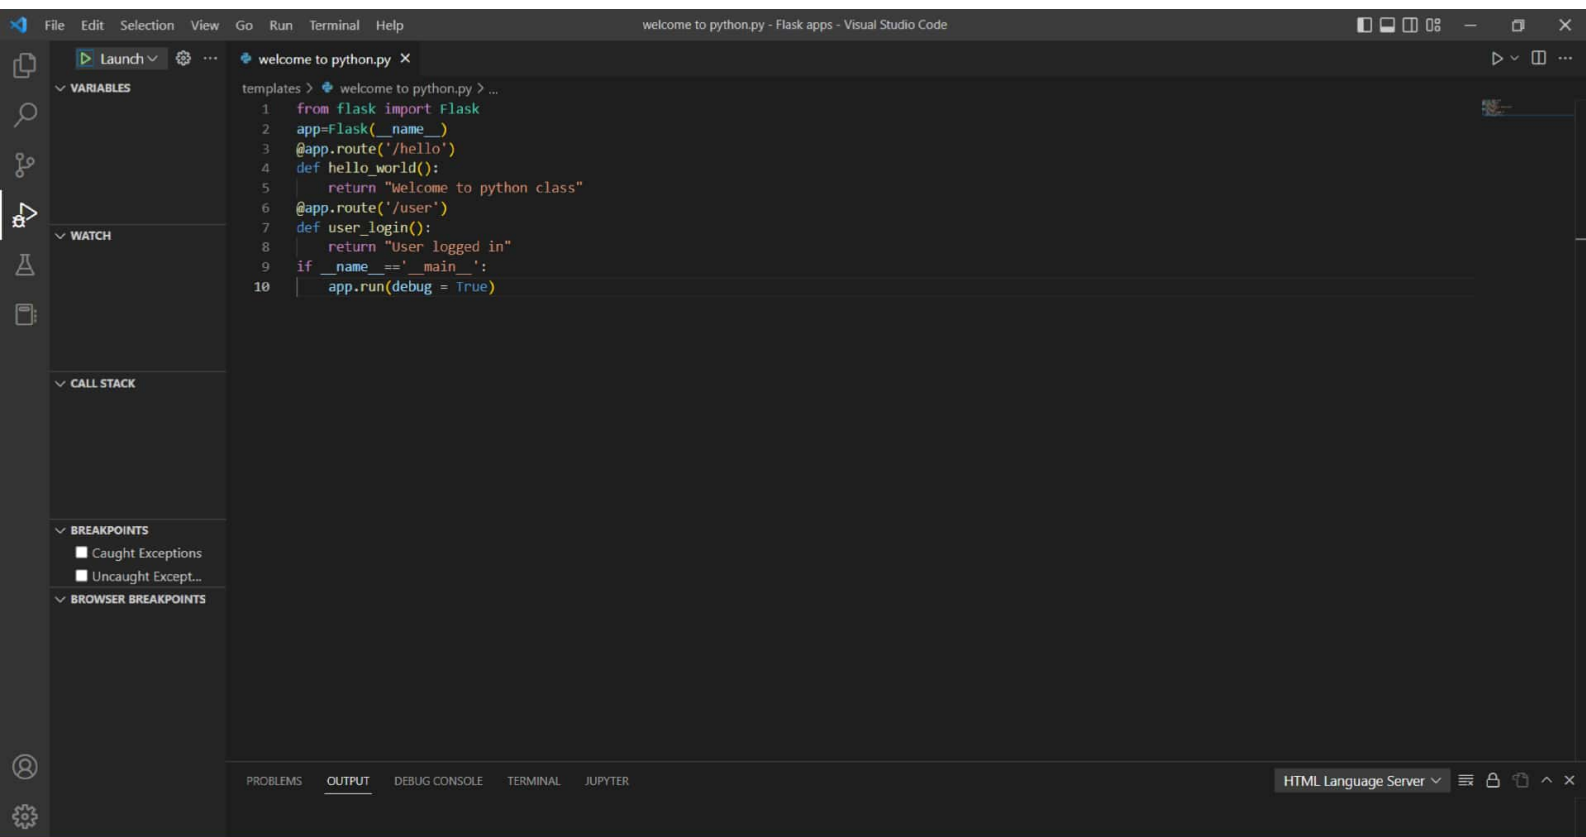 File Edit Selection View Go Run Terminal Help
welcome to python.py - Flask apps - Visual Studio Code
Launch
welcome to python.py
VARIABLES
templates > welcome to python.py > ...
1 from flask import Flask
2 app=Flask(__name__)
3 @app.route('/hello')
4 def hello_world():
5 return "Welcome to python class"
6 @app.route('/user')
7 def user_login():
8 return "User logged in"
9 if __name__=='__main__':
10 app.run(debug = True)
WATCH
CALL STACK
BREAKPOINTS
Caught Exceptions
Uncaught Except...
BROWSER BREAKPOINTS
PROBLEMS OUTPUT DEBUG CONSOLE TERMINAL JUPYTER
HTML Language Server